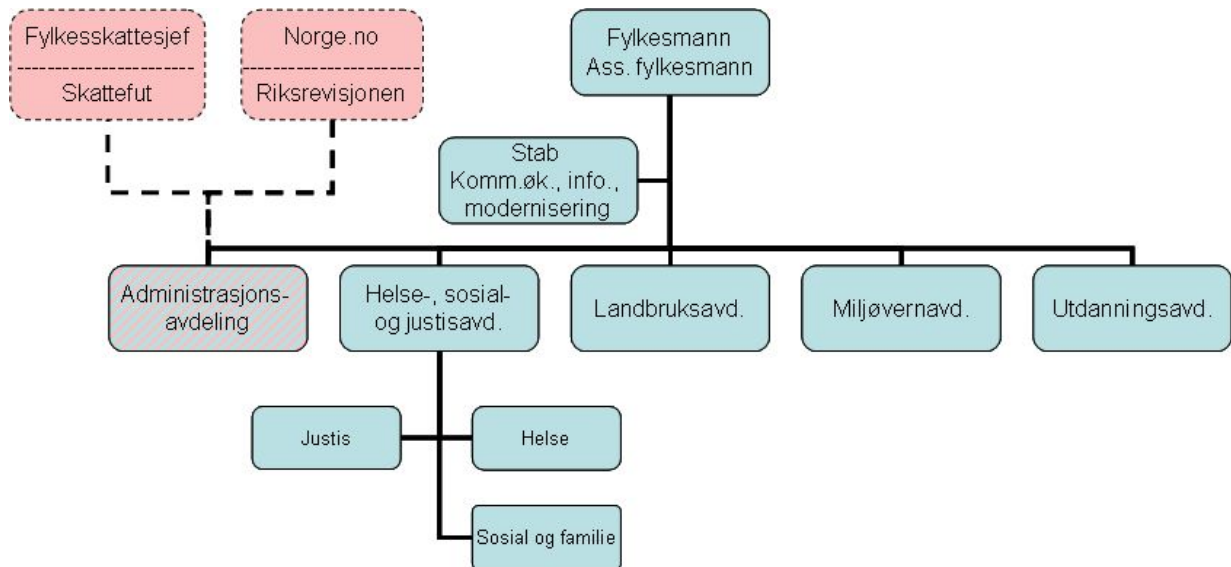 Fylkesskattesjef
Skattefut
Norge.no
Riksrevisjonen
Fylkesmann
Ass. fylkesmann
Stab
Komm.øk., info.,
modernisering
Administrasjons-
avdeling
Helse-, sosial-
og justisavd.
Landbruksavd.
Miljøvernavd.
Utdanningsavd.
Justis
Helse
Sosial og familie